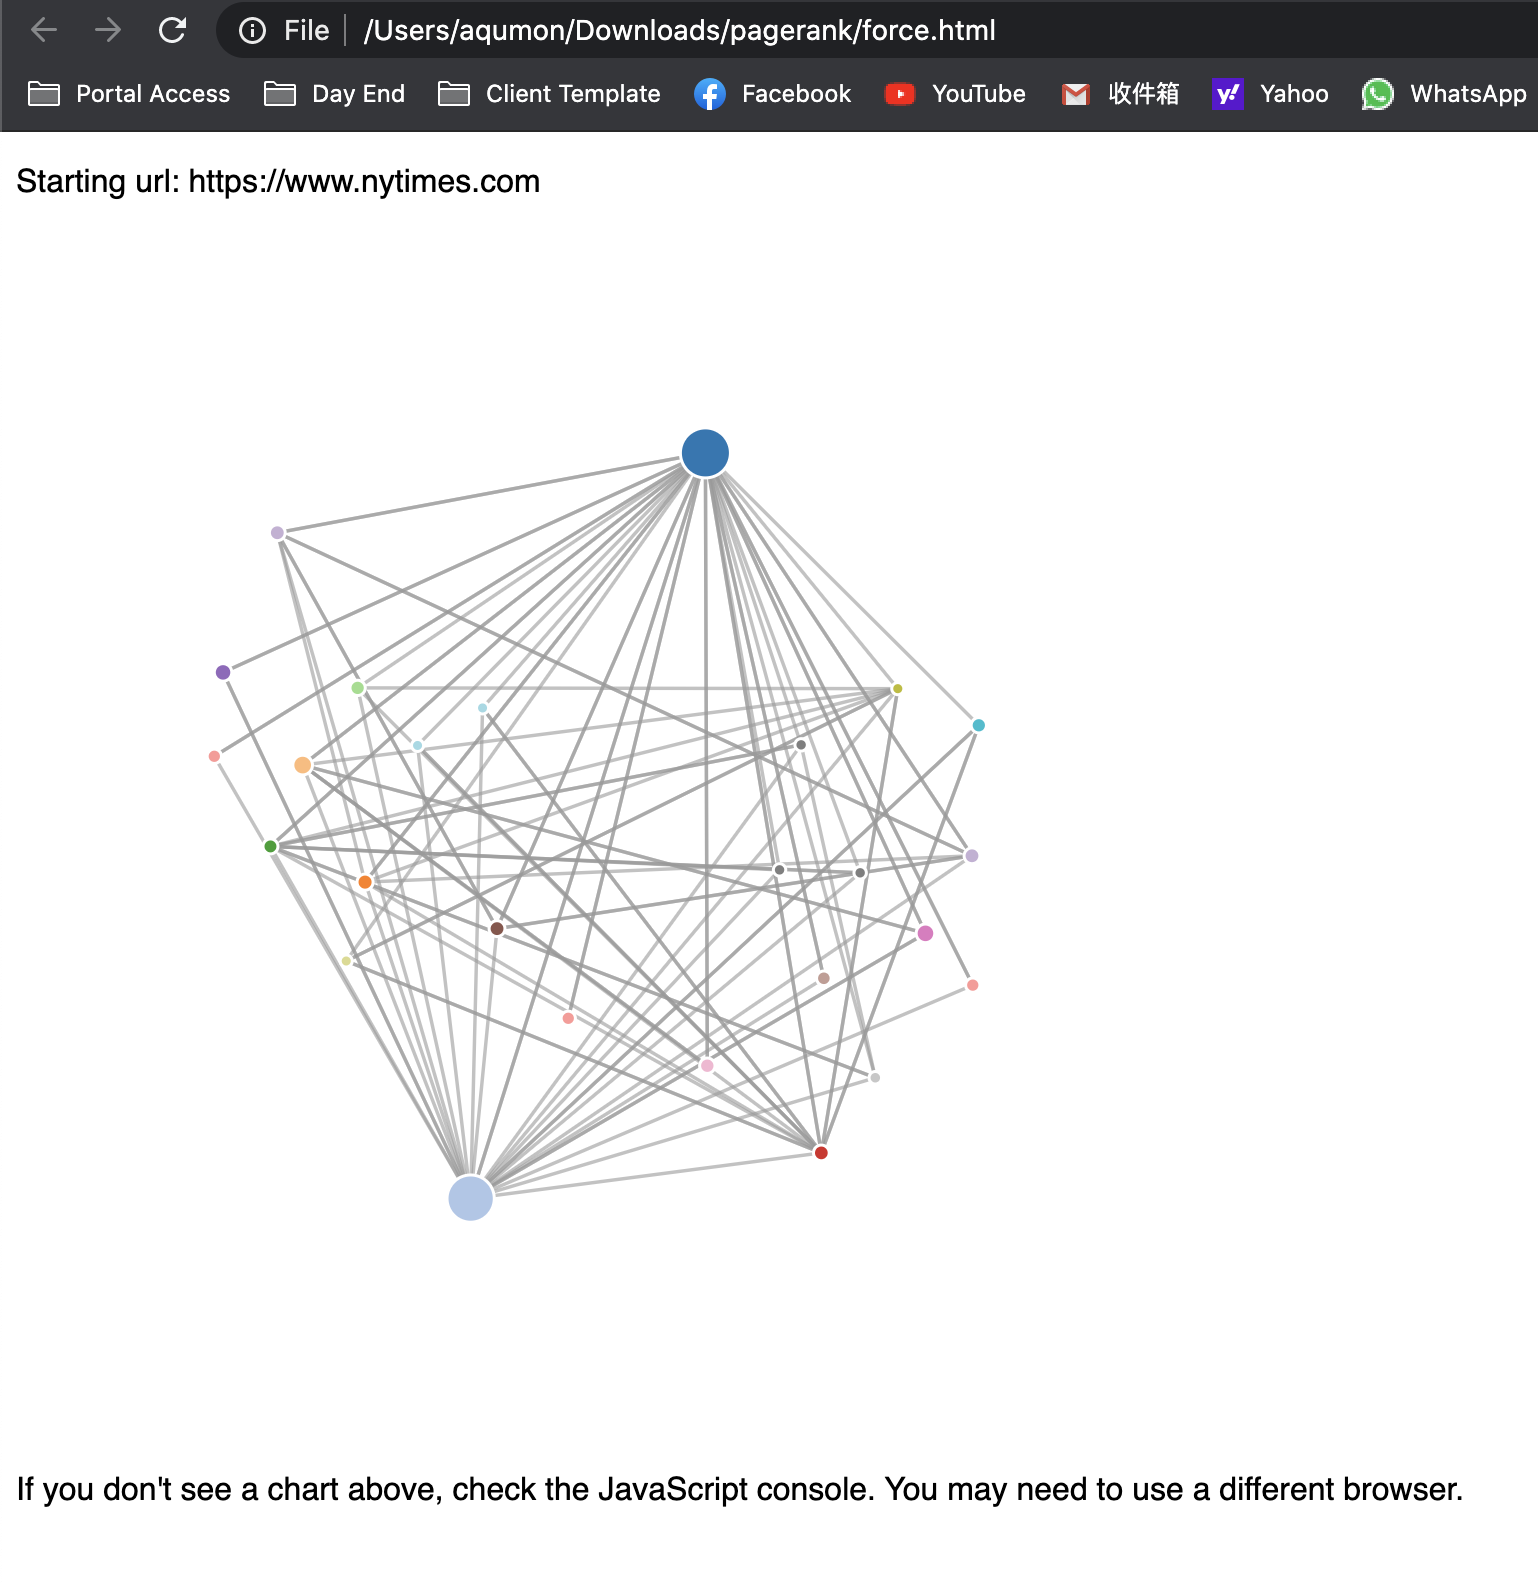 File /Users/aqumon/Downloads/pagerank/force.html
Portal Access Day End Client Template Facebook YouTube 收件箱 Yahoo WhatsApp
Starting url: https://www.nytimes.com
If you don't see a chart above, check the JavaScript console. You may need to use a different browser.